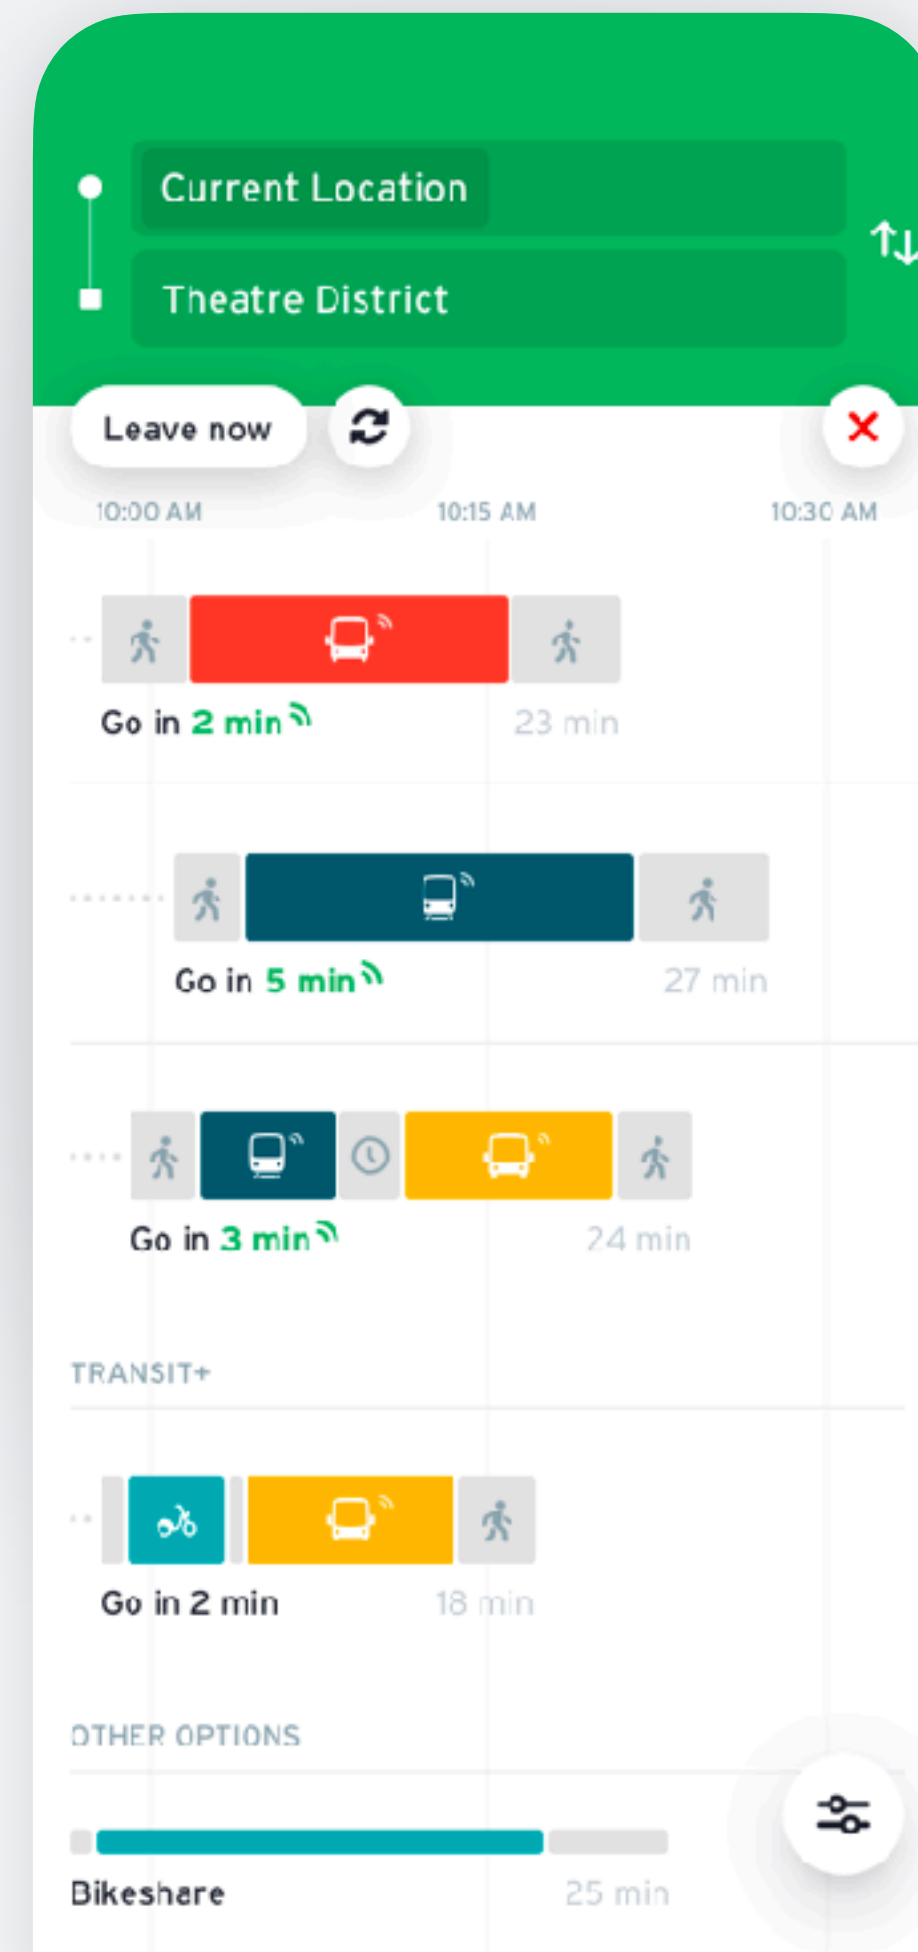 Current Location
Theatre District
Leave now
10:00 AM 10:15 AM 10:30 AM
Go in 2 min 23 min
Go in 5 min 27 min
Go in 3 min 24 min
TRANSIT+
Go in 2 min 18 min
OTHER OPTIONS
Bikeshare 25 min